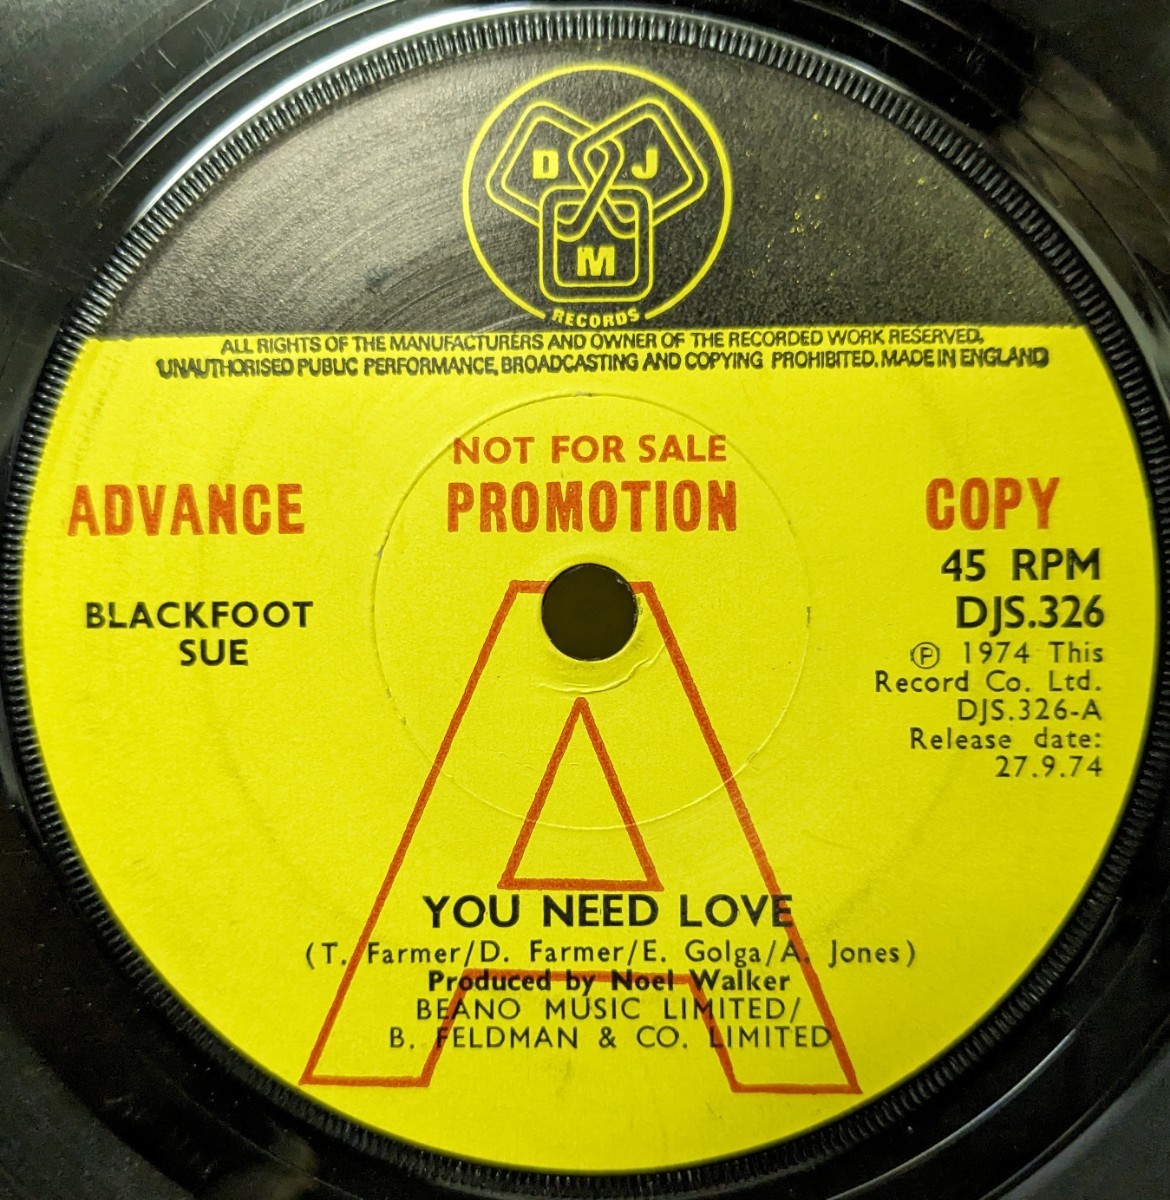 D J
M
RECORDS
ALL RIGHTS OF THE MANUFACTURERS AND OWNER OF THE RECORDED WORK RESERVED.
UNAUTHORISED PUBLIC PERFORMANCE, BROADCASTING AND COPYING PROHIBITED. MADE IN ENGLAND
NOT FOR SALE
ADVANCE PROMOTION COPY
45 RPM
BLACKFOOT
SUE
DJS.326
Ⓟ 1974 This
Record Co. Ltd.
DJS.326-A
Release date:
27.9.74
A
YOU NEED LOVE
(T. Farmer/D. Farmer/E. Golga/A. Jones)
Produced by Noel Walker
BEANO MUSIC LIMITED/
B. FELDMAN & CO. LIMITED